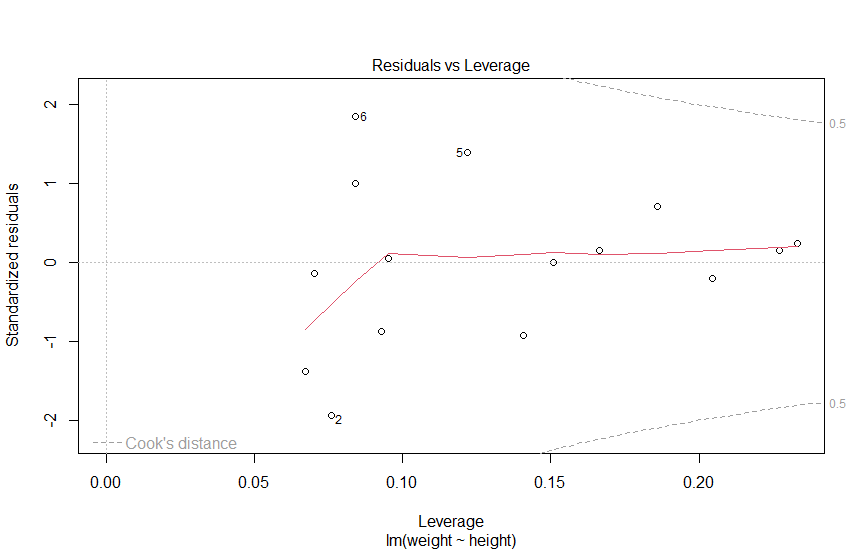 Residuals vs Leverage
Standardized residuals
2
1
0
-1
-2
6
5
2
0.5
0.5
Cook's distance
0.00 0.05 0.10 0.15 0.20
Leverage
lm(weight ~ height)